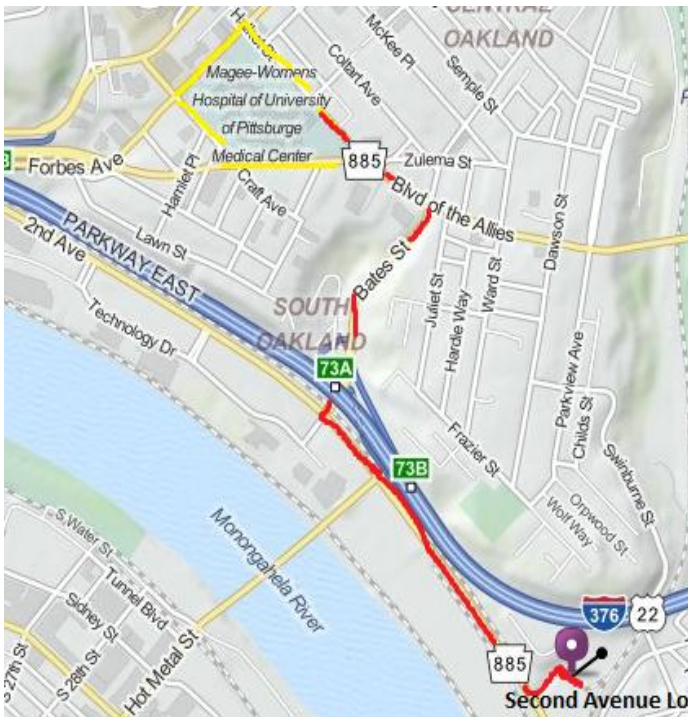 CENTRAL
OAKLAND
Halket St
McKee Pl
Coltart Ave
Semple St
Magee-Womens
Hospital of University
of Pittsburge
Medical Center
885
Zulema St
Forbes Ave
Hamlet Pl
Craft Ave
Blvd of the Allies
Dawson St
Lawn St
2nd Ave
PARKWAY EAST
Bates St
Juliet St
Hardie Way
Ward St
Technology Dr
SOUTH
OAKLAND
73A
Parkview Ave
Childs St
Frazier St
73B
Swinburne St
Orpwood St
Wolf Way
S Water St
Tunnel Blvd
Monongahela River
Sidney St
Hot Metal St
S 27th St
S 28th St
376
22
885
Second Avenue Lo